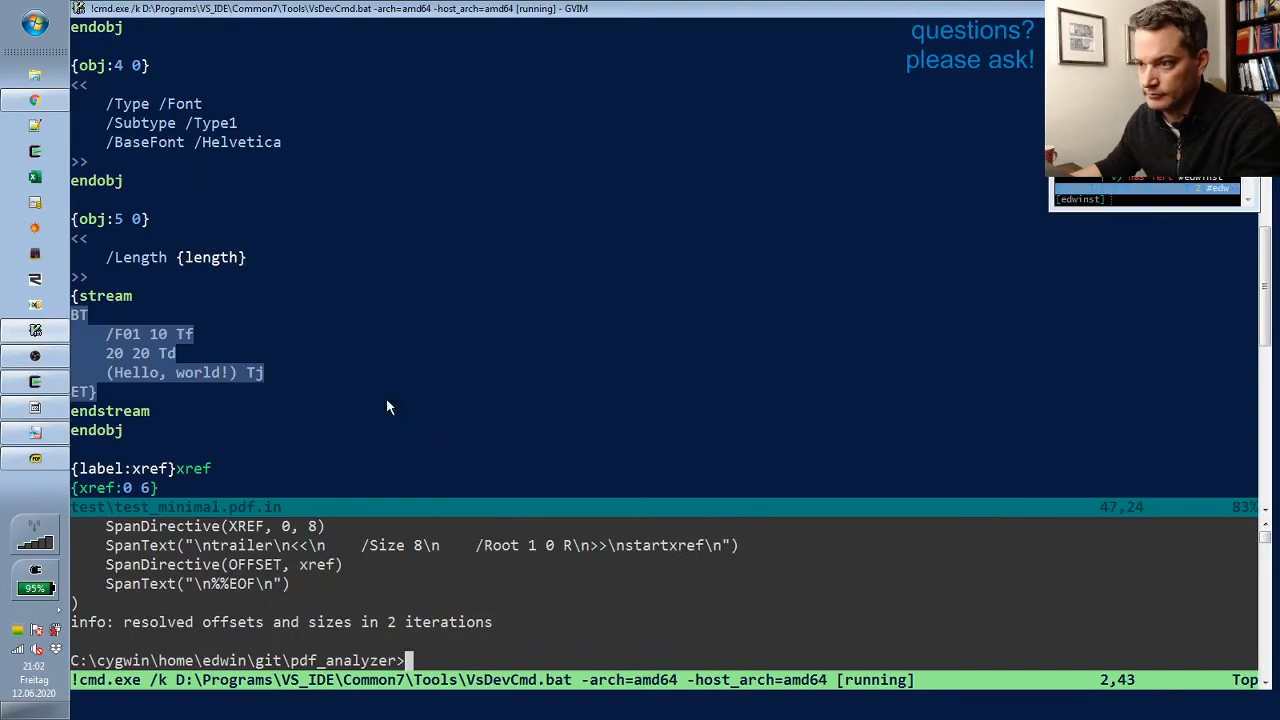 !cmd.exe /k D:\Programs\VS_IDE\Common7\Tools\VsDevCmd.bat -arch=amd64 -host_arch=amd64 [running] - GVIM
endobj
questions?
please ask!
{obj:4 0}
<<
/Type /Font
/Subtype /Type1
/BaseFont /Helvetica
>>
endobj
#edwinst
2 #edw
[edwinst]
{obj:5 0}
<<
/Length {length}
>>
{stream
BT
/F01 10 Tf
20 20 Td
(Hello, world!) Tj
ET}
endstream
endobj
{label:xref}xref
{xref:0 6}
test\test_minimal.pdf.in 47,24 83%
SpanDirective(XREF, 0, 8)
SpanText("\ntrailer\n<<\n    /Size 8\n    /Root 1 0 R\n>>\nstartxref\n")
SpanDirective(OFFSET, xref)
SpanText("\n%%EOF\n")
)
info: resolved offsets and sizes in 2 iterations
C:\cygwin\home\edwin\git\pdf_analyzer>
!cmd.exe /k D:\Programs\VS_IDE\Common7\Tools\VsDevCmd.bat -arch=amd64 -host_arch=amd64 [running] 2,43 Top
95%
21:02
Freitag
12.06.2020